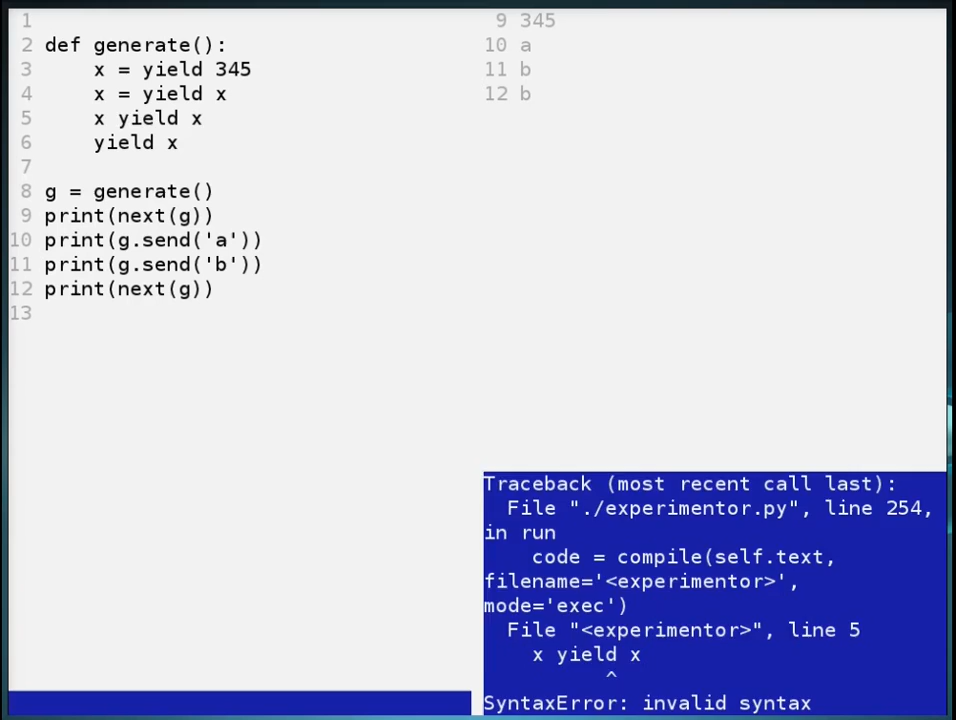 1
2 def generate():
3     x = yield 345
4     x = yield x
5     x yield x
6     yield x
7
8 g = generate()
9 print(next(g))
10 print(g.send('a'))
11 print(g.send('b'))
12 print(next(g))
13
9 345
10 a
11 b
12 b
Traceback (most recent call last):
  File "./experimentor.py", line 254,
in run
    code = compile(self.text,
filename='<experimentor>',
mode='exec')
  File "<experimentor>", line 5
    x yield x
          ^
SyntaxError: invalid syntax